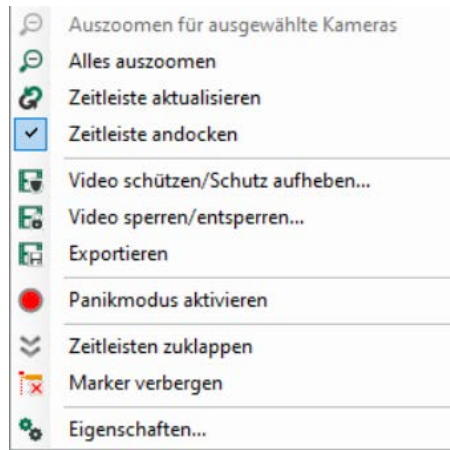 Auszoomen für ausgewählte Kameras
Alles auszoomen
Zeitleiste aktualisieren
Zeitleiste andocken
Video schützen/Schutz aufheben...
Video sperren/entsperren...
Exportieren
Panikmodus aktivieren
Zeitleisten zuklappen
Marker verbergen
Eigenschaften...